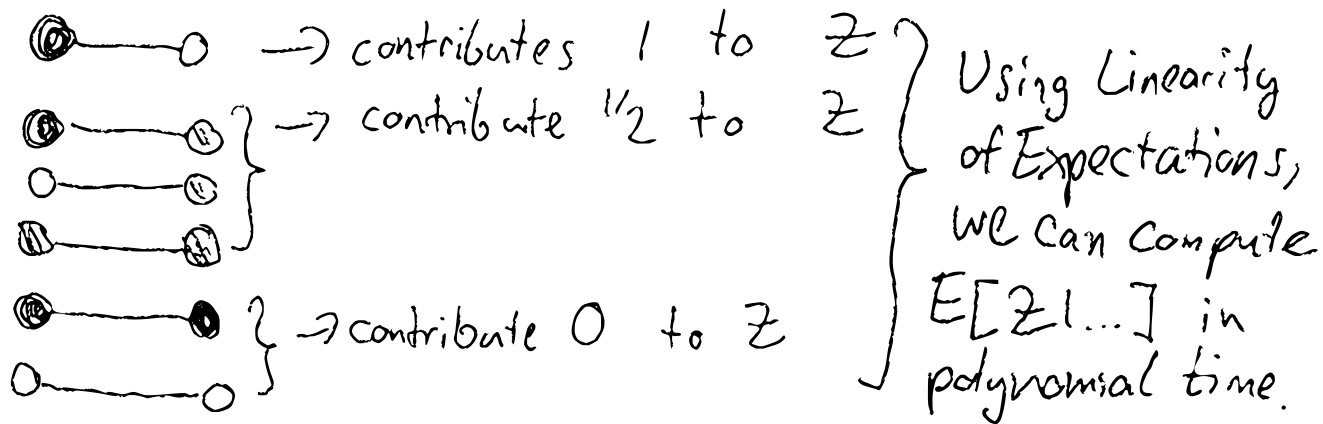 → contributes 1 to Z
→ contribute 1/2 to Z
→ contribute 0 to Z
Using Linearity
of Expectations,
we can compute
E[Z|...] in
polynomial time.